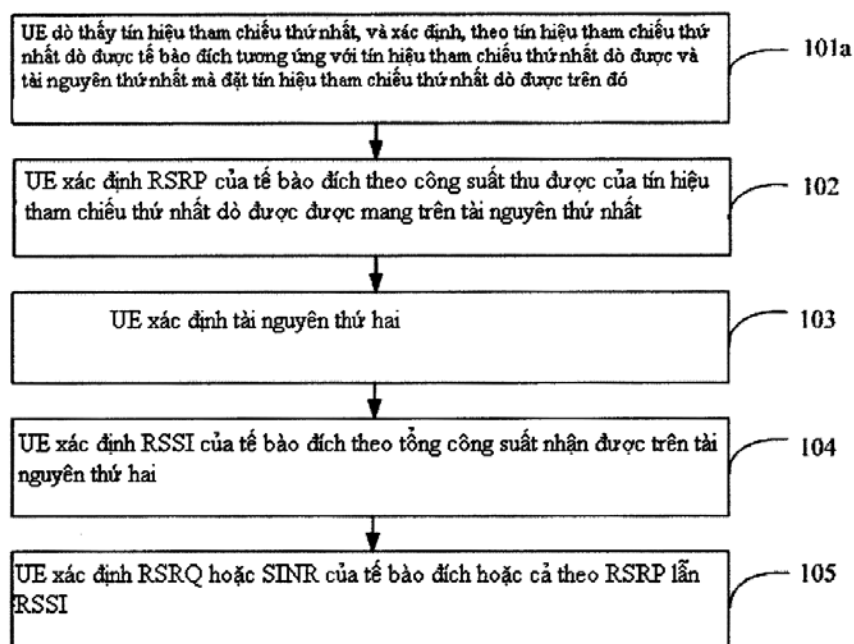 UE dò thấy tín hiệu tham chiếu thứ nhất, và xác định, theo tín hiệu tham chiếu thứ
nhất dò được tế bào đích tương ứng với tín hiệu tham chiếu thứ nhất dò được và
tài nguyên thứ nhất mà đặt tín hiệu tham chiếu thứ nhất dò được trên đó
101a
UE xác định RSRP của tế bào đích theo công suất thu được của tín hiệu
tham chiếu thứ nhất dò được được mang trên tài nguyên thứ nhất
102
UE xác định tài nguyên thứ hai
103
UE xác định RSSI của tế bào đích theo tổng công suất nhận được trên tài
nguyên thứ hai
104
UE xác định RSRQ hoặc SINR của tế bào đích hoặc cả theo RSRP lẫn
RSSI
105